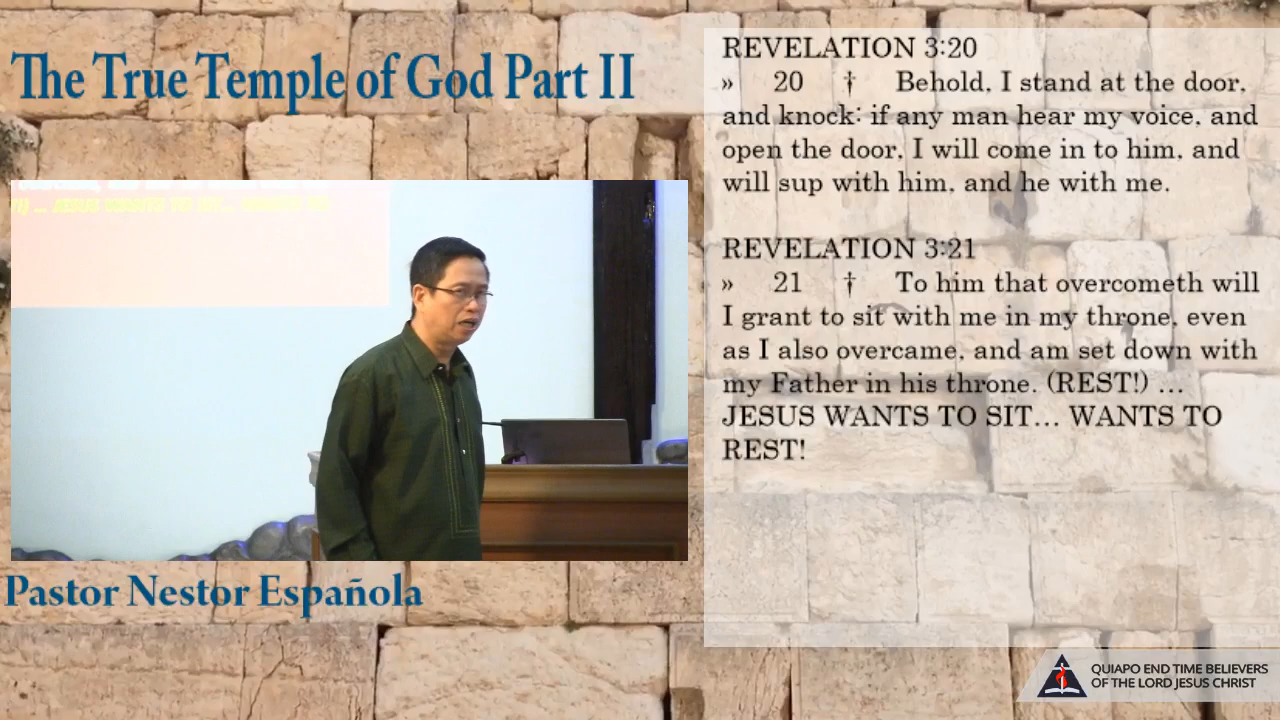 The True Temple of God Part II
REVELATION 3:20
» 20 † Behold, I stand at the door,
and knock: if any man hear my voice, and
open the door, I will come in to him, and
will sup with him, and he with me.
REVELATION 3:21
» 21 † To him that overcometh will
I grant to sit with me in my throne, even
as I also overcame, and am set down with
my Father in his throne. (REST!) …
JESUS WANTS TO SIT… WANTS TO
REST!
Pastor Nestor Española
QUIAPO END TIME BELIEVERS
OF THE LORD JESUS CHRIST